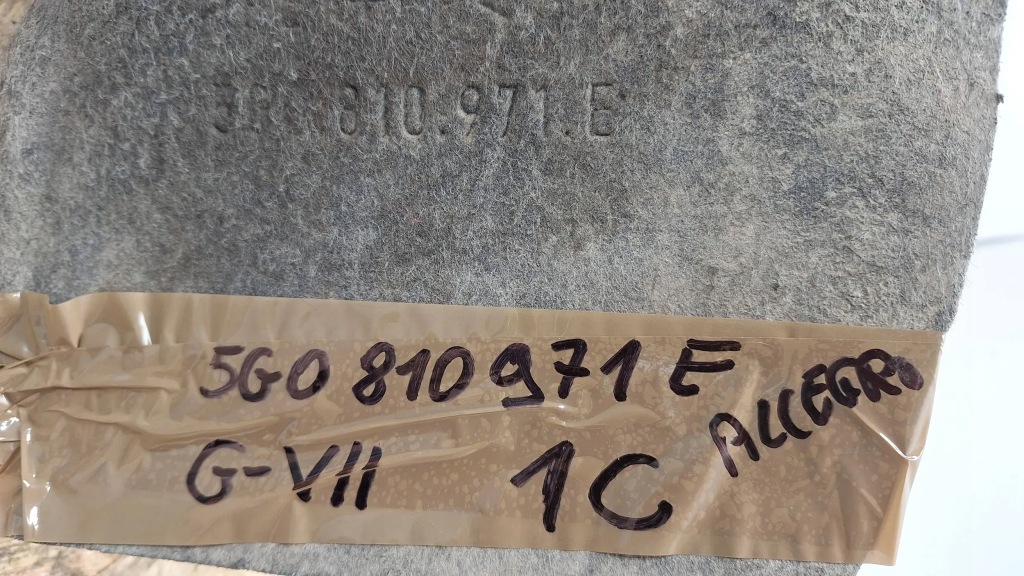 810.971.E
5G0 810 971 E
ALLEGRO
G-VII 1C